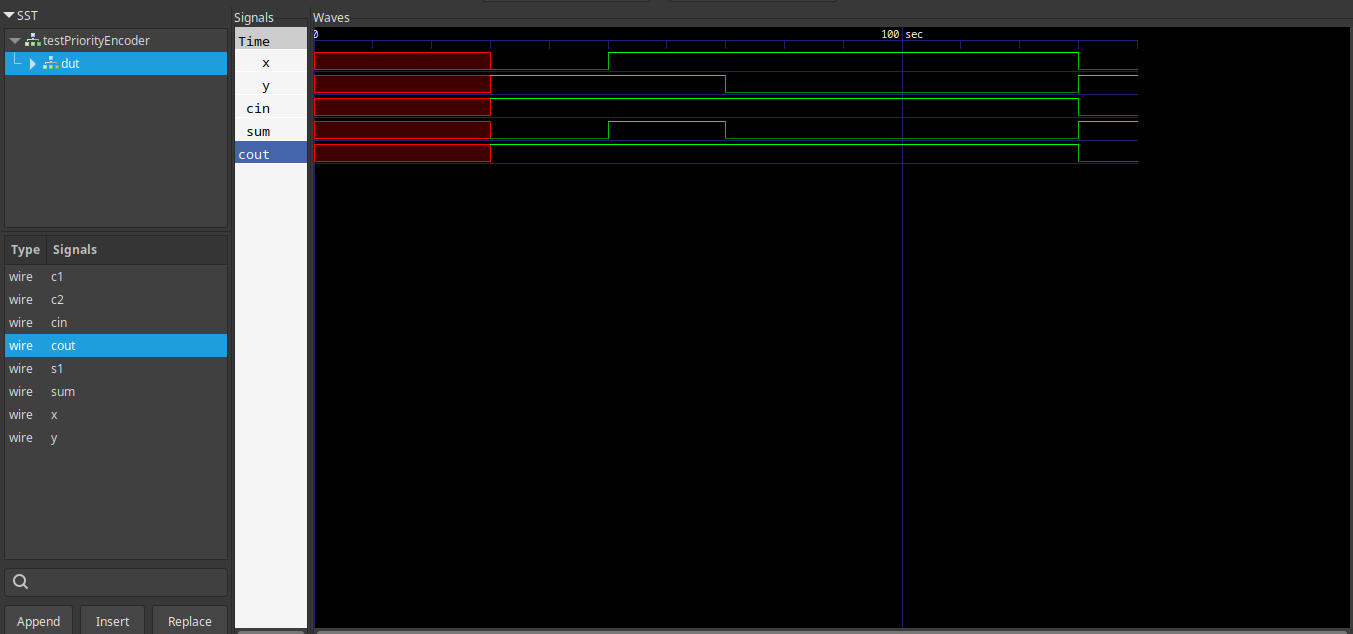 SST
testPriorityEncoder
dut
Type Signals
wire c1
wire c2
wire cin
wire cout
wire s1
wire sum
wire x
wire y
Append Insert Replace
Signals
Time
x
y
cin
sum
cout
Waves
0 100 sec